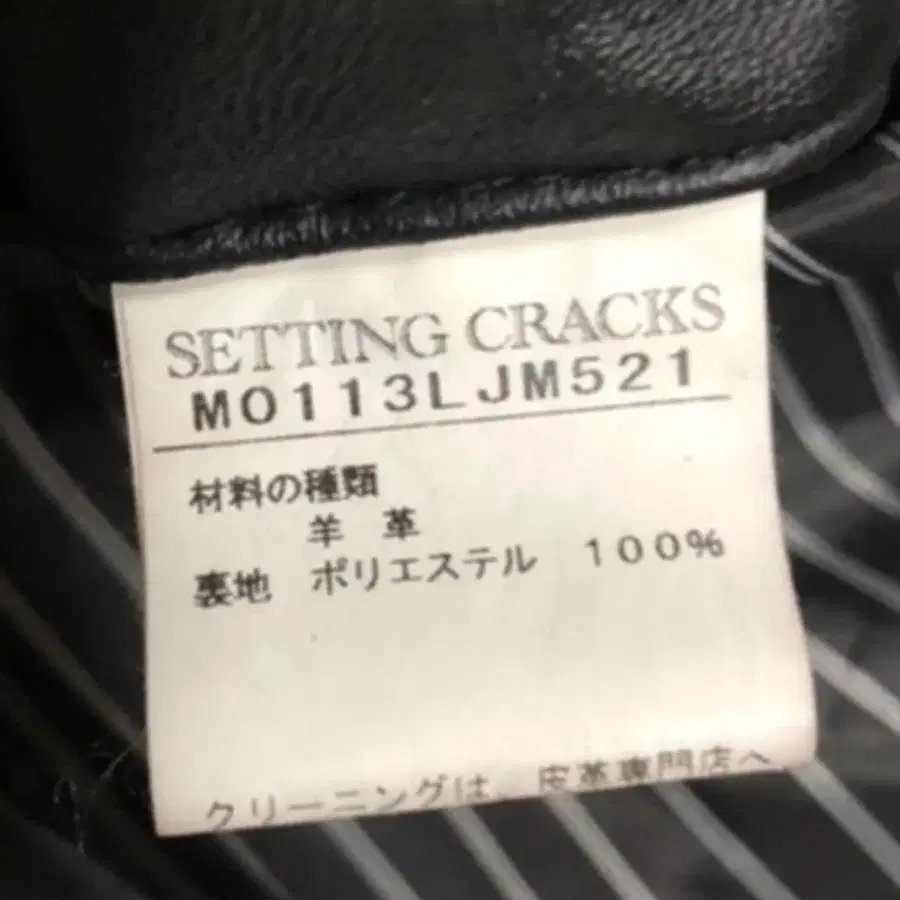 SETTING CRACKS
M0113LJM521
材料の種類
羊 革
裏地 ポリエステル 100%
クリーニングは、皮革専門店へ